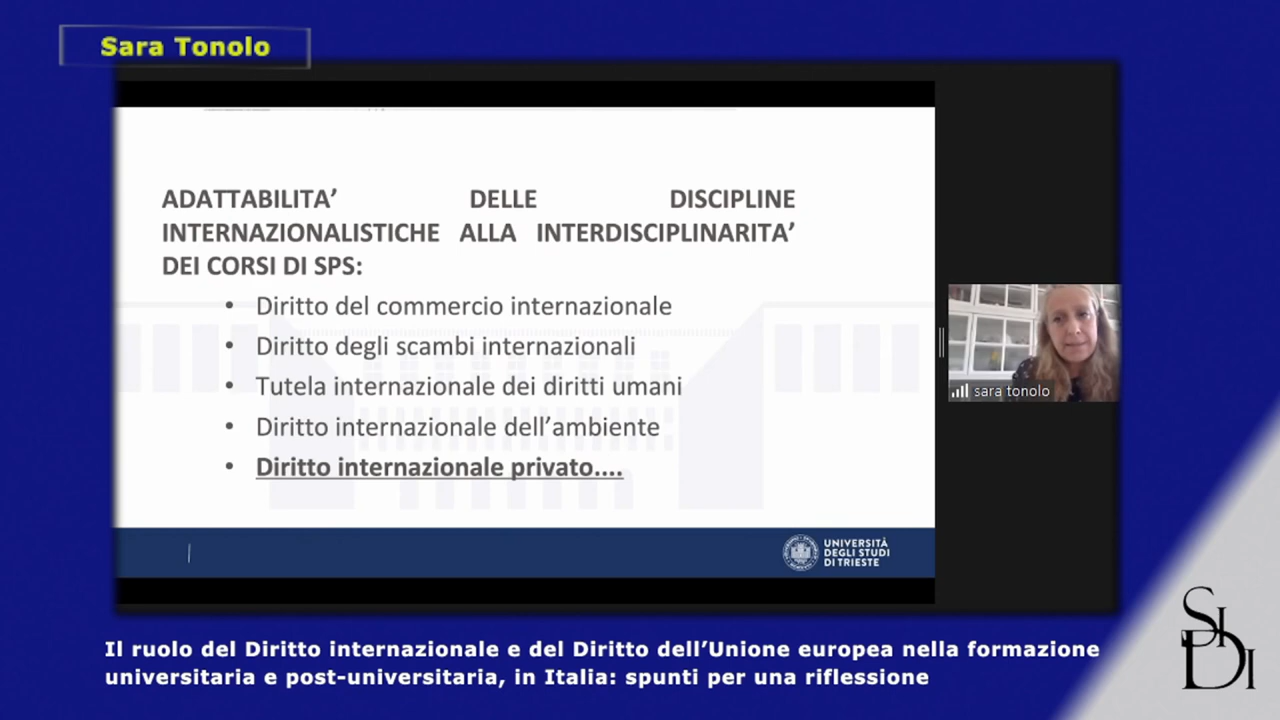 Sara Tonolo
ADATTABILITA’ DELLE DISCIPLINE
INTERNAZIONALISTICHE ALLA INTERDISCIPLINARITA’
DEI CORSI DI SPS:
• Diritto del commercio internazionale
• Diritto degli scambi internazionali
• Tutela internazionale dei diritti umani
• Diritto internazionale dell’ambiente
• Diritto internazionale privato....
sara tonolo
UNIVERSITÀ
DEGLI STUDI
DI TRIESTE
Il ruolo del Diritto internazionale e del Diritto dell’Unione europea nella formazione
universitaria e post-universitaria, in Italia: spunti per una riflessione
SIDI